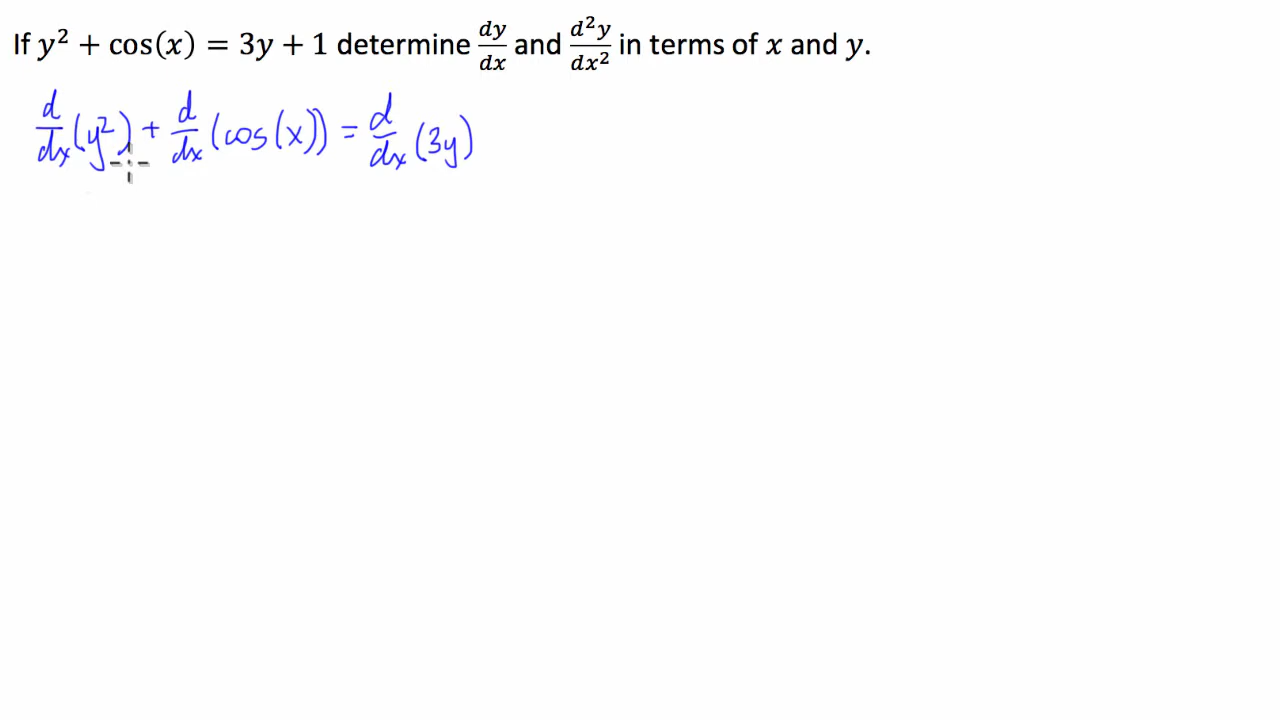 If y² + cos(x) = 3y + 1 determine dy/dx and d²y/dx² in terms of x and y.
d/dx (y²) + d/dx (cos(x)) = d/dx (3y)